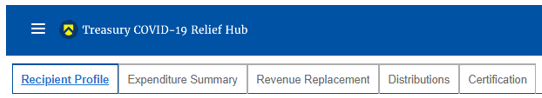 Treasury COVID-19 Relief Hub
Recipient Profile Expenditure Summary Revenue Replacement Distributions Certification